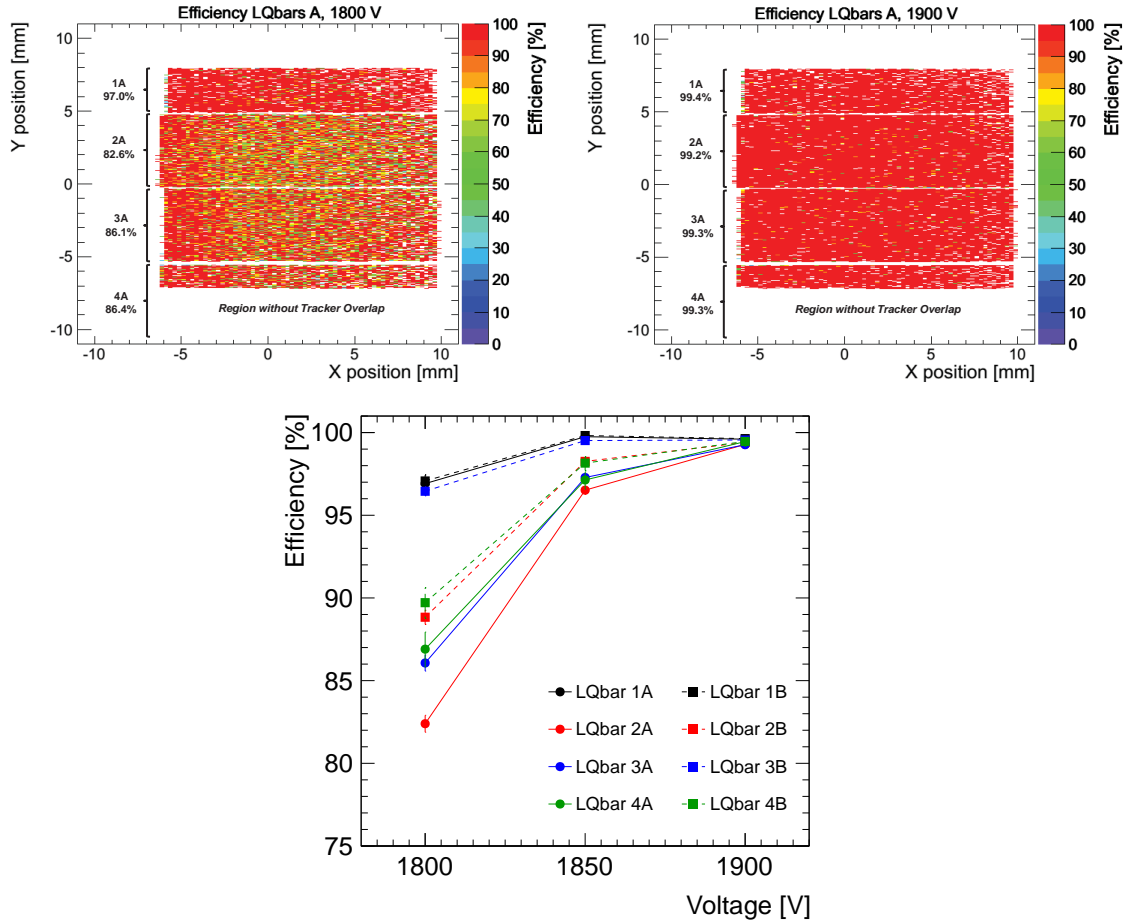 Efficiency LQbars A, 1800 V
Y position [mm]
10
5
0
-5
-10
1A
97.0%
2A
82.6%
3A
86.1%
4A
86.4%
Region without Tracker Overlap
-10
-5
0
5
10
X position [mm]
100
90
80
70
60
50
40
30
20
10
0
Efficiency [%]
Efficiency LQbars A, 1900 V
Y position [mm]
10
5
0
-5
-10
1A
99.4%
2A
99.2%
3A
99.3%
4A
99.3%
Region without Tracker Overlap
-10
-5
0
5
10
X position [mm]
100
90
80
70
60
50
40
30
20
10
0
Efficiency [%]
Efficiency [%]
100
95
90
85
80
75
LQbar 1A
LQbar 1B
LQbar 2A
LQbar 2B
LQbar 3A
LQbar 3B
LQbar 4A
LQbar 4B
1800
1850
1900
Voltage [V]